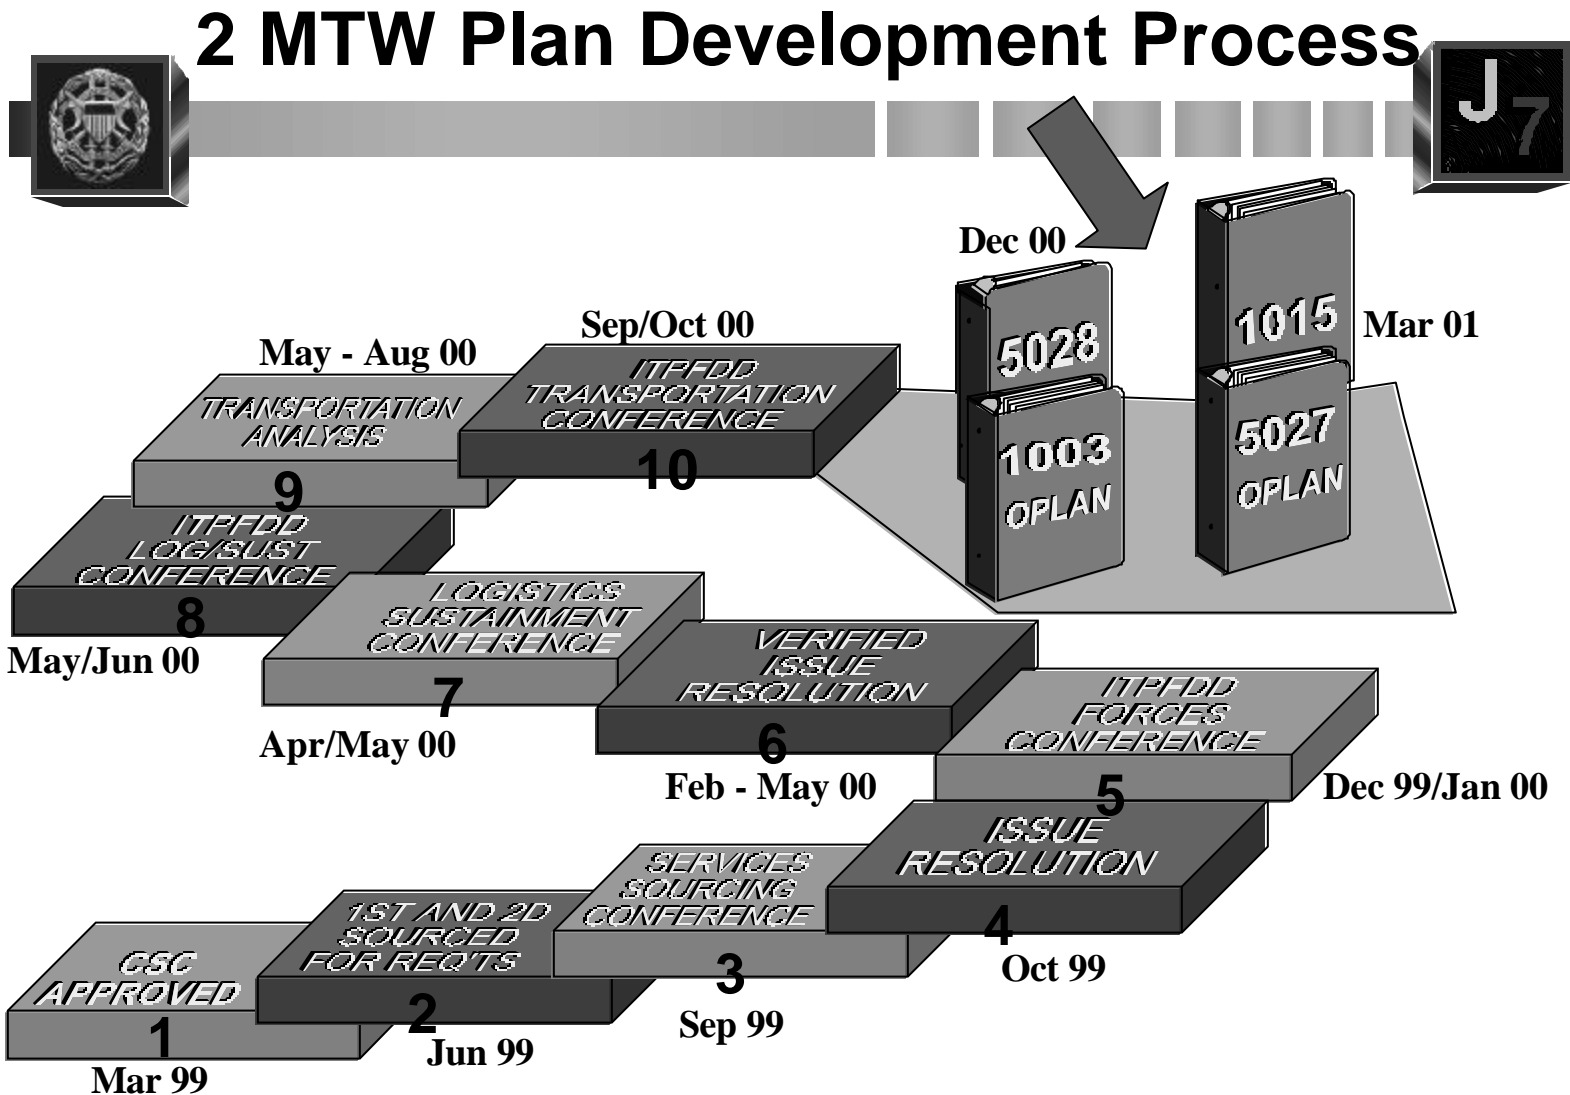 2 MTW Plan Development Process
J7
Dec 00
5028
1003
OPLAN
1015
Mar 01
5027
OPLAN
Sep/Oct 00
ITPFDD
TRANSPORTATION
CONFERENCE
10
May - Aug 00
TRANSPORTATION
ANALYSIS
9
ITPFDD
LOG/SUST
CONFERENCE
8
May/Jun 00
LOGISTICS
SUSTAINMENT
CONFERENCE
7
Apr/May 00
VERIFIED
ISSUE
RESOLUTION
6
Feb - May 00
ITPFDD
FORCES
CONFERENCE
5
Dec 99/Jan 00
ISSUE
RESOLUTION
4
Oct 99
SERVICES
SOURCING
CONFERENCE
3
Sep 99
1ST AND 2D
SOURCED
FOR REQ'TS
2
Jun 99
CSC
APPROVED
1
Mar 99